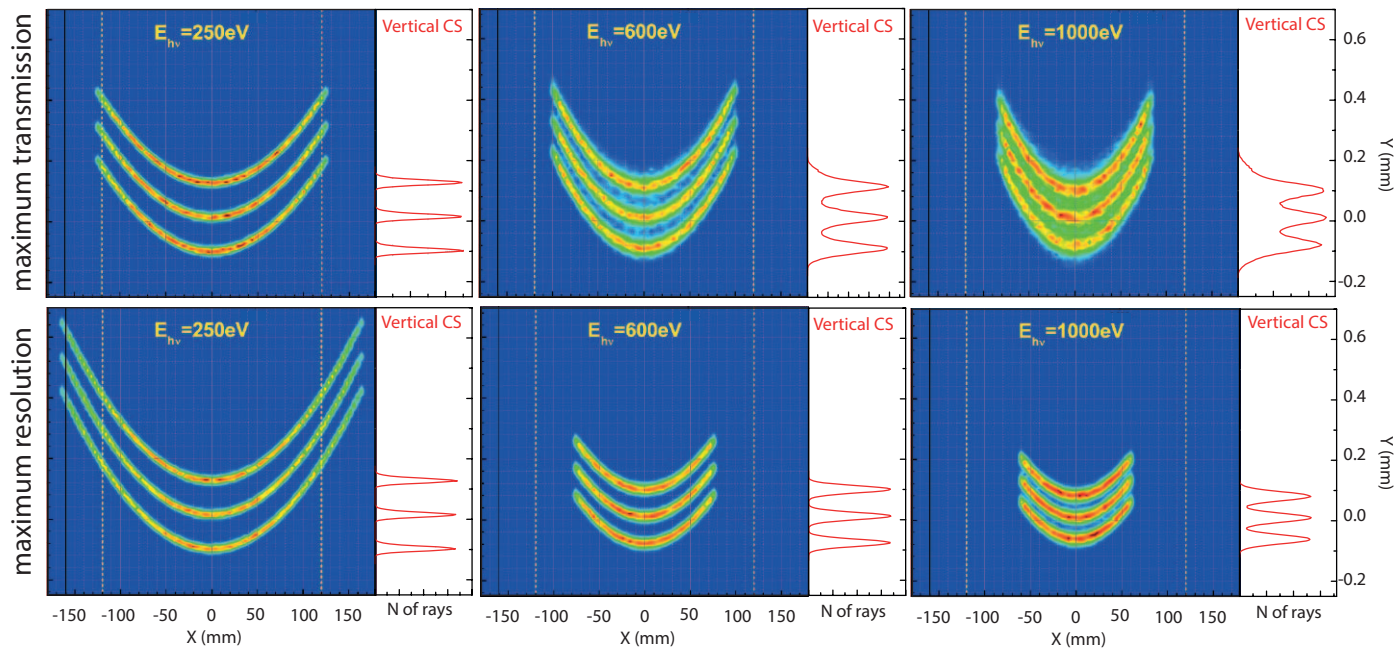 maximum transmission
E_hν=250eV
Vertical CS
E_hν=600eV
Vertical CS
E_hν=1000eV
Vertical CS
0.6
0.4
0.2
0.0
-0.2
Y (mm)
maximum resolution
E_hν=250eV
Vertical CS
E_hν=600eV
Vertical CS
E_hν=1000eV
Vertical CS
0.6
0.4
0.2
0.0
-0.2
Y (mm)
-150 -100 -50 0 50 100 150
X (mm)
N of rays
-150 -100 -50 0 50 100 150
X (mm)
N of rays
-150 -100 -50 0 50 100 150
X (mm)
N of rays